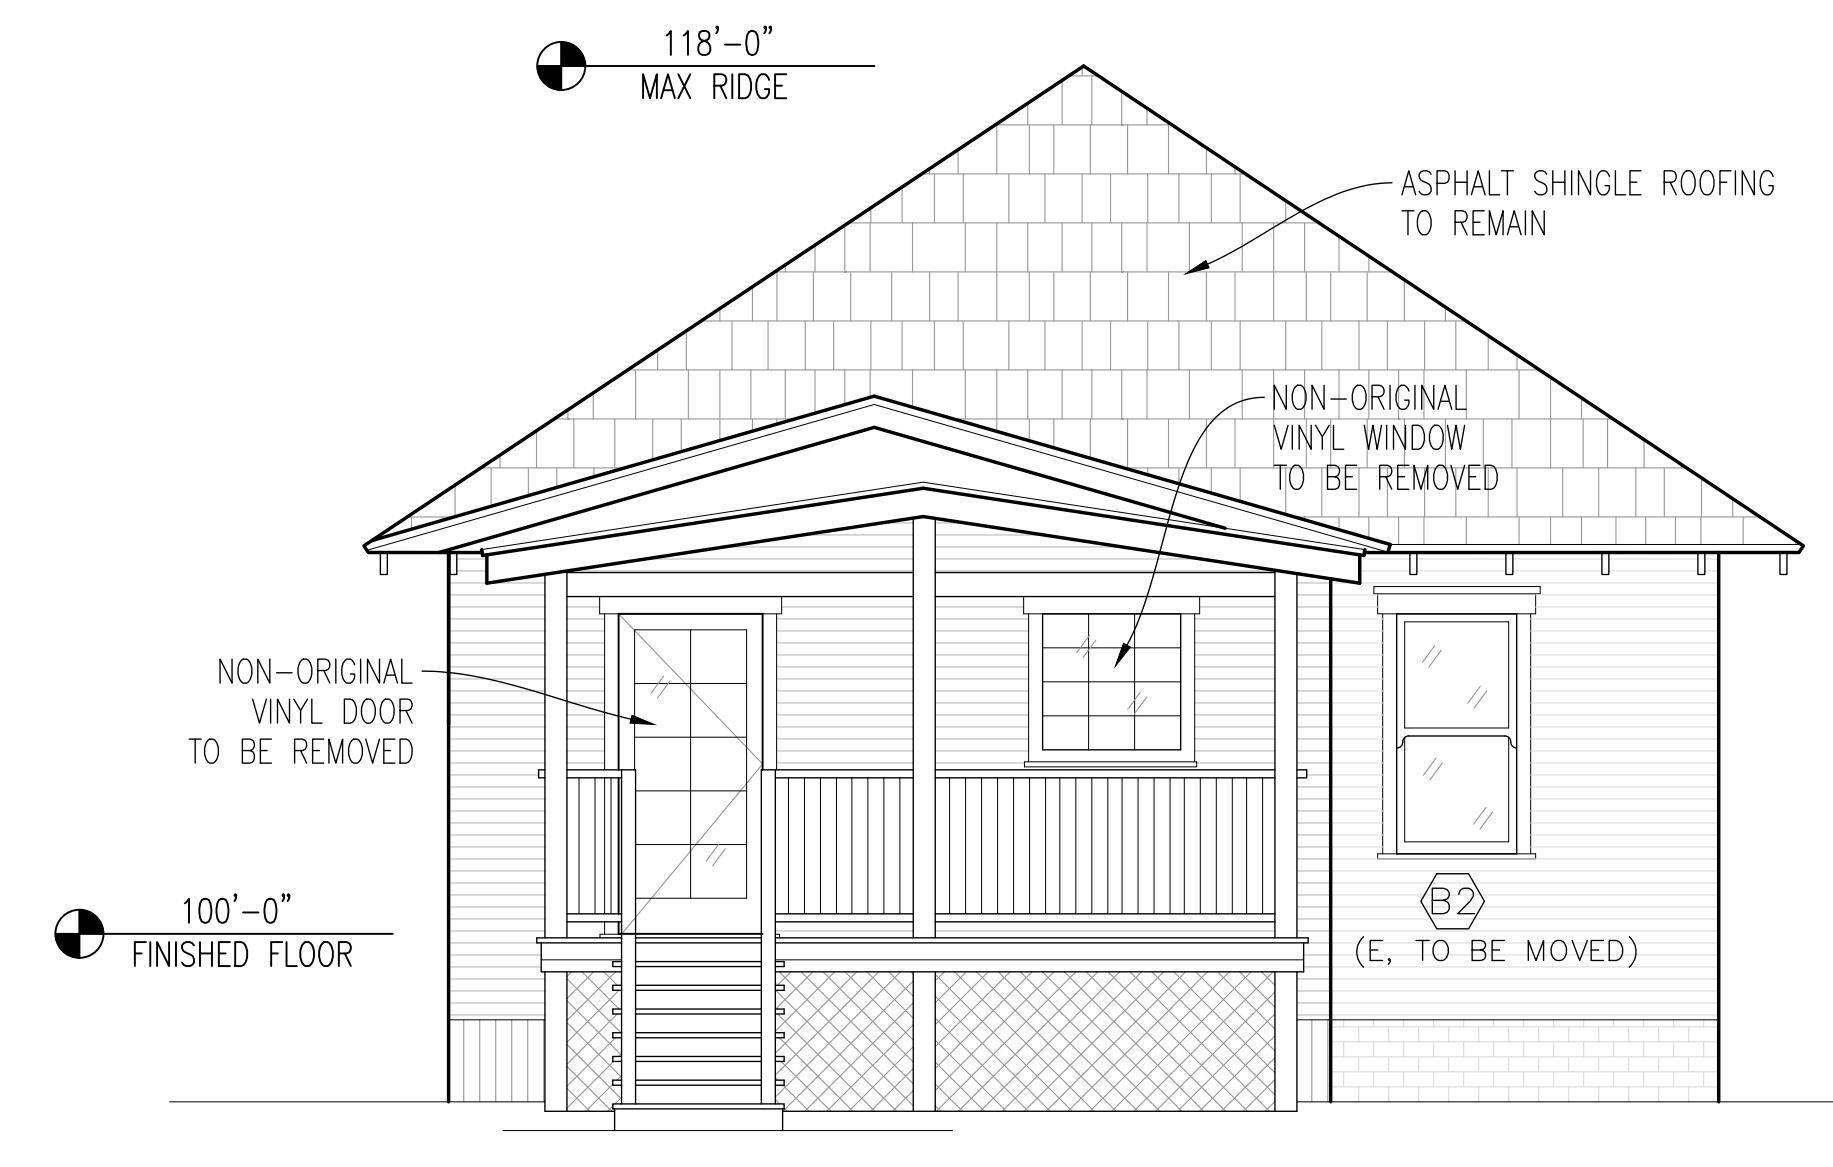 118'-0"
MAX RIDGE
ASPHALT SHINGLE ROOFING
TO REMAIN
NON-ORIGINAL
VINYL WINDOW
TO BE REMOVED
NON-ORIGINAL
VINYL DOOR
TO BE REMOVED
100'-0"
FINISHED FLOOR
B2
(E, TO BE MOVED)